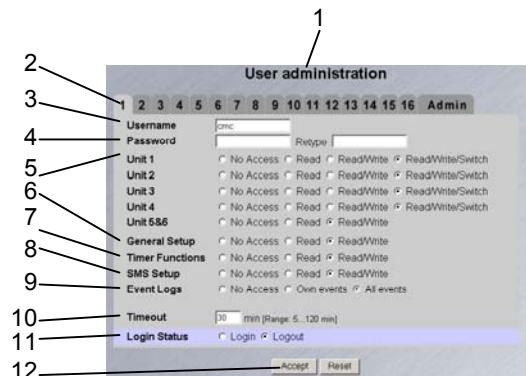 1
User administration
2
1 2 3 4 5 6 7 8 9 10 11 12 13 14 15 16 Admin
3
Username cmc
4
Password Retype
5
Unit 1 No Access Read Read/Write Read/Write/Switch
Unit 2 No Access Read Read/Write Read/Write/Switch
6
Unit 3 No Access Read Read/Write Read/Write/Switch
Unit 4 No Access Read Read/Write Read/Write/Switch
7
Unit 5&6 No Access Read Read/Write
General Setup No Access Read Read/Write
8
Timer Functions No Access Read Read/Write
SMS Setup No Access Read Read/Write
9
Event Logs No Access Own events All events
10
Timeout 30 min [Range: 5...120 min]
11
Login Status Login Logout
12
Accept Reset